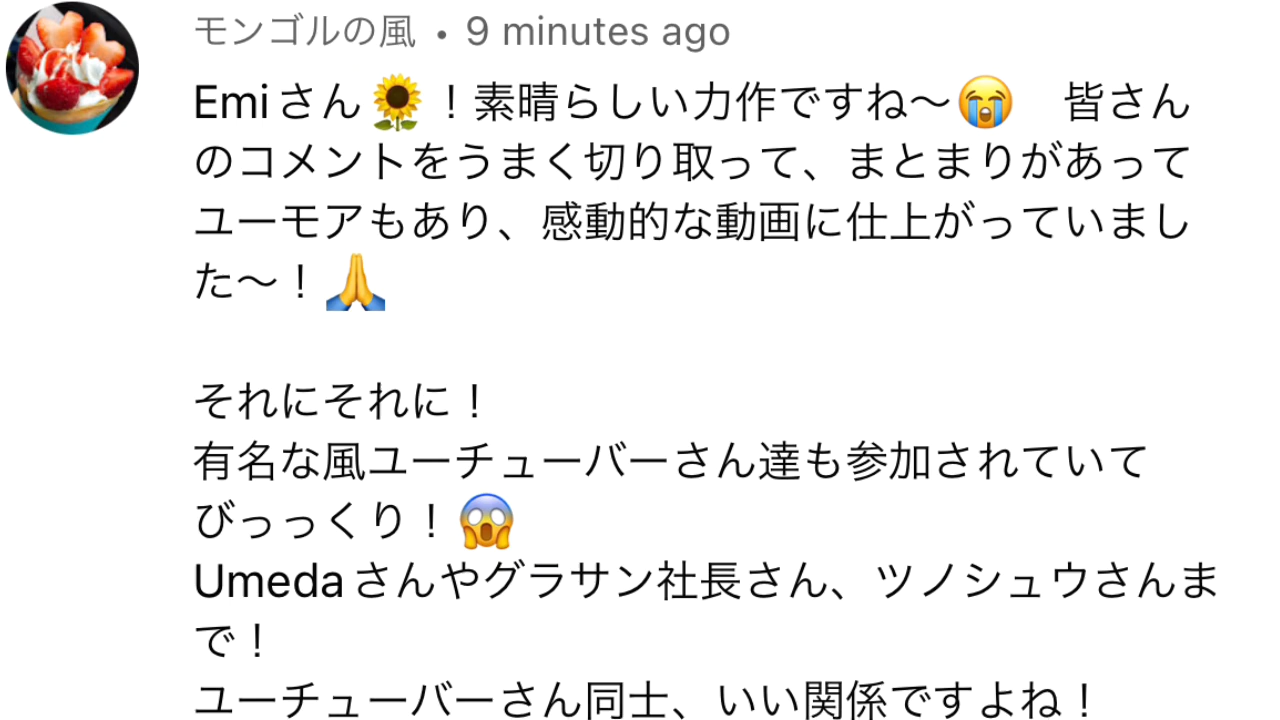 モンゴルの風 • 9 minutes ago
Emiさん🌻！素晴らしい力作ですね〜😭　皆さん
のコメントをうまく切り取って、まとまりがあって
ユーモアもあり、感動的な動画に仕上がっていまし
た〜！🙏
それにそれに！
有名な風ユーチューバーさん達も参加されていて
びっっくり！😱
Umedaさんやグラサン社長さん、ツノシュウさんま
で！
ユーチューバーさん同士、いい関係ですよね！